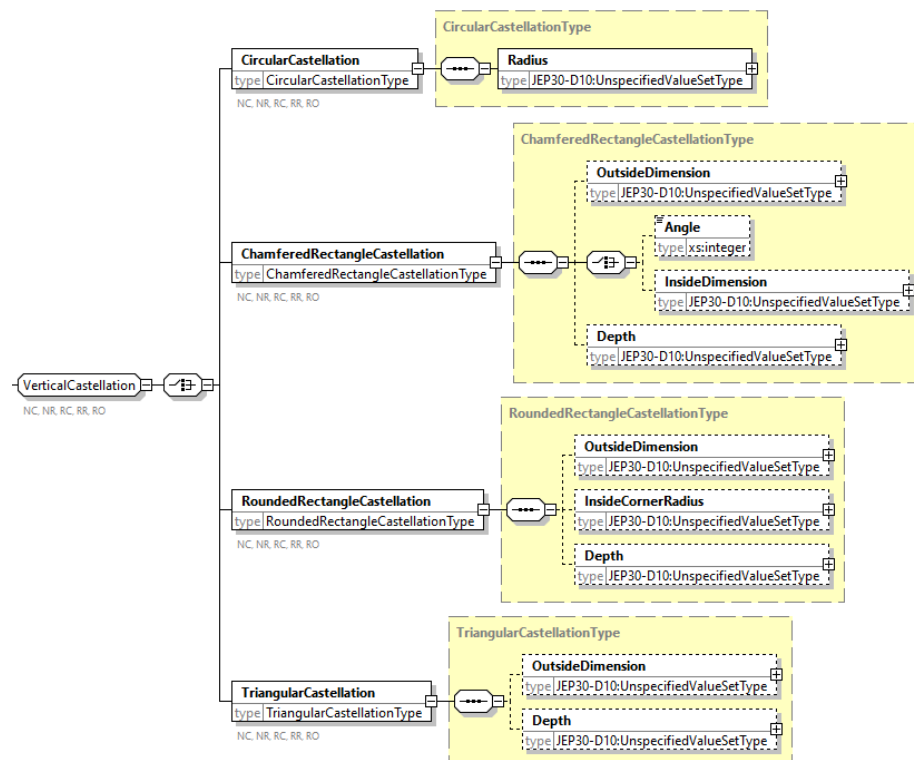 CircularCastellationType
CircularCastellation
type CircularCastellationType
NC, NR, RC, RR, RO
Radius
type JEP30-D10:UnspecifiedValueSetType
ChamferedRectangleCastellationType
OutsideDimension
type JEP30-D10:UnspecifiedValueSetType
Angle
type xs:integer
ChamferedRectangleCastellation
type ChamferedRectangleCastellationType
NC, NR, RC, RR, RO
InsideDimension
type JEP30-D10:UnspecifiedValueSetType
Depth
type JEP30-D10:UnspecifiedValueSetType
VerticalCastellation
NC, NR, RC, RR, RO
RoundedRectangleCastellationType
OutsideDimension
type JEP30-D10:UnspecifiedValueSetType
RoundedRectangleCastellation
type RoundedRectangleCastellationType
NC, NR, RC, RR, RO
InsideCornerRadius
type JEP30-D10:UnspecifiedValueSetType
Depth
type JEP30-D10:UnspecifiedValueSetType
TriangularCastellationType
OutsideDimension
type JEP30-D10:UnspecifiedValueSetType
TriangularCastellation
type TriangularCastellationType
NC, NR, RC, RR, RO
Depth
type JEP30-D10:UnspecifiedValueSetType